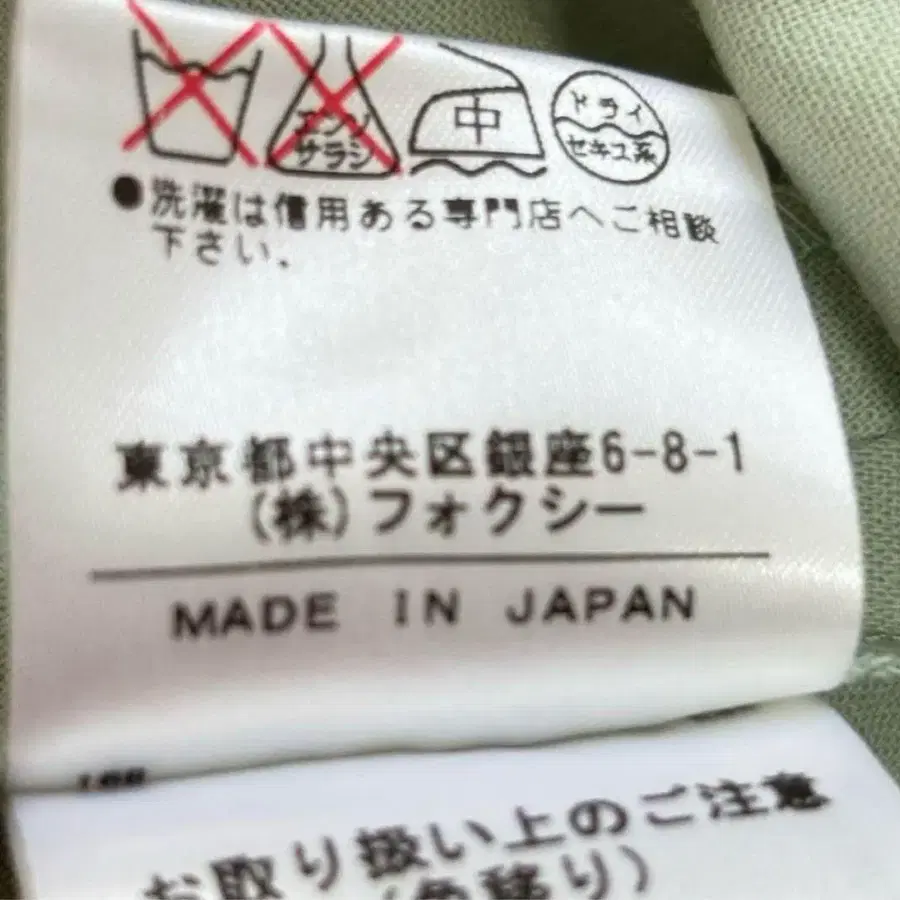 エンソ サラシ
中
ドライ
セキユ系
●洗濯は信用ある専門店へご相談
下さい.
東京都中央区銀座6-8-1
(株)フォクシー
MADE IN JAPAN
お取り扱い上のご注意
(色移り)